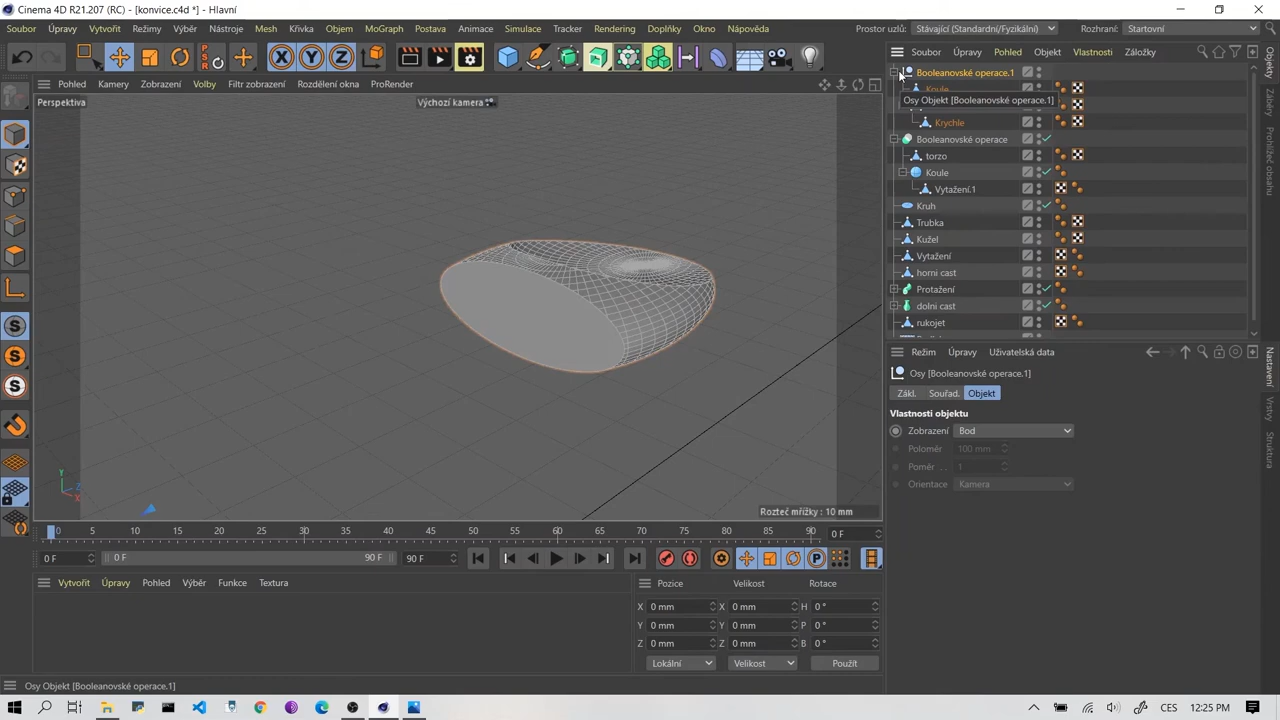 Cinema 4D R21.207 (RC) - [konvice.c4d *] - Hlavní
Soubor Úpravy Vytvořit Režimy Výběr Nástroje Mesh Křivka Objem MoGraph Postava Animace Simulace Tracker Rendering Doplňky Okno Nápověda
Prostor uzlů: Stávající (Standardní/Fyzikální) Rozhraní: Startovní
Pohled Kamery Zobrazení Volby Filtr zobrazení Rozdělení okna ProRender
Perspektiva
Výchozí kamera
Rozteč mřížky : 10 mm
Soubor Úpravy Pohled Objekt Vlastnosti Záložky
Booleanovské operace.1
Koule
Osy Objekt [Booleanovské operace.1]
Krychle
Booleanovské operace
torzo
Koule
Vytažení.1
Kruh
Trubka
Kužel
Vytažení
horni cast
Protažení
dolni cast
rukojet
Režim Úpravy Uživatelská data
Osy [Booleanovské operace.1]
Zákl. Souřad. Objekt
Vlastnosti objektu
Zobrazení Bod
Poloměr 100 mm
Poměr . . 1
Orientace Kamera
Objekty
Prohlížeč obsahu
Nastavení
Vrstvy
Struktura
0 5 10 15 20 25 30 35 40 45 50 55 60 65 70 75 80 85 90 0 F
0 F 0 F 90 F 90 F
Vytvořit Úpravy Pohled Výběr Funkce Textura
Pozice Velikost Rotace
X 0 mm X 0 mm H 0 °
Y 0 mm Y 0 mm P 0 °
Z 0 mm Z 0 mm B 0 °
Lokální Velikost Použít
Osy Objekt [Booleanovské operace.1]
CES 12:25 PM